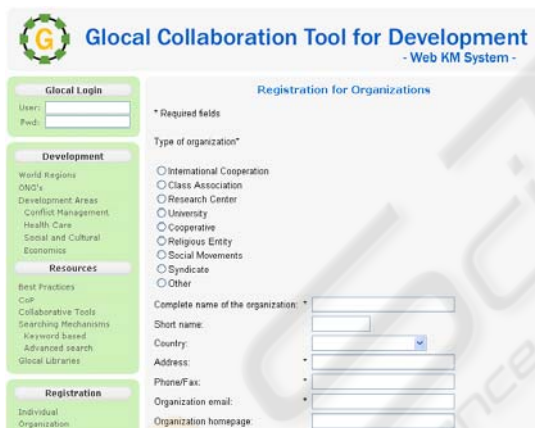 G
Glocal Collaboration Tool for Development
- Web KM System -
Glocal Login
User:
Pwd:
Development
World Regions
ONG's
Development Areas
Conflict Management
Health Care
Social and Cultural
Economics
Resources
Best Practices
CoP
Collaborative Tools
Searching Mechanisms
Keyword based
Advanced search
Glocal Libraries
Registration
Individual
Organization
Registration for Organizations
* Required fields
Type of organization*
International Cooperation
Class Association
Research Center
University
Cooperative
Religious Entity
Social Movements
Syndicate
Other
Complete name of the organization: *
Short name:
Country:
Address: *
Phone/Fax: *
Organization email: *
Organization homepage: